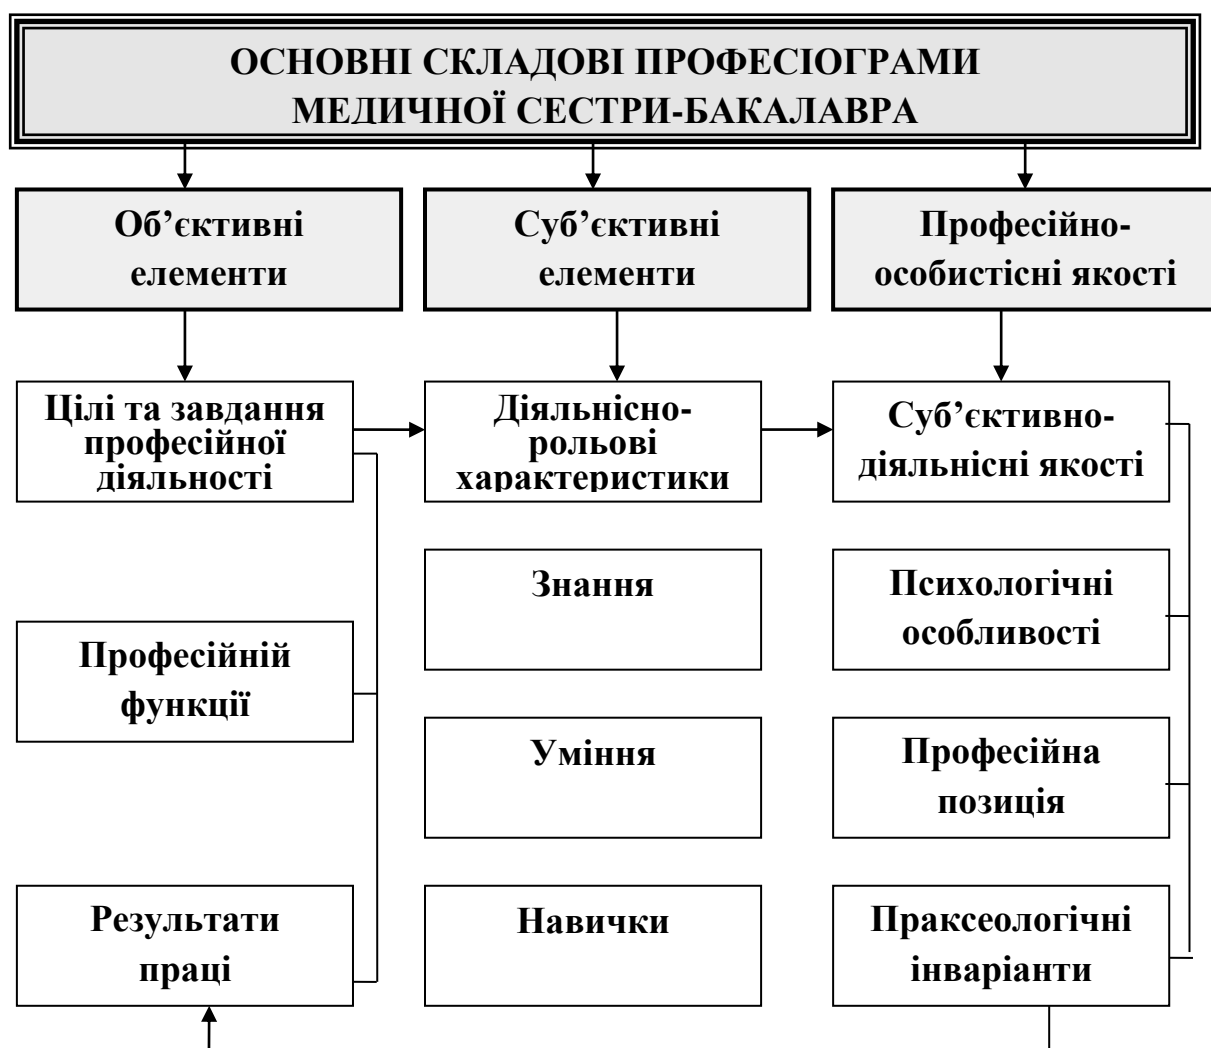 ОСНОВНІ СКЛАДОВІ ПРОФЕСІОГРАМИ
МЕДИЧНОЇ СЕСТРИ-БАКАЛАВРА
Об’єктивні
елементи
Суб’єктивні
елементи
Професійно-
особистісні якості
Цілі та завдання
професійної
діяльності
Діяльнісно-
рольові
характеристики
Суб’єктивно-
діяльнісні якості
Знання
Психологічні
особливості
Професійній
функції
Уміння
Професійна
позиція
Результати
праці
Навички
Праксеологічні
інваріанти